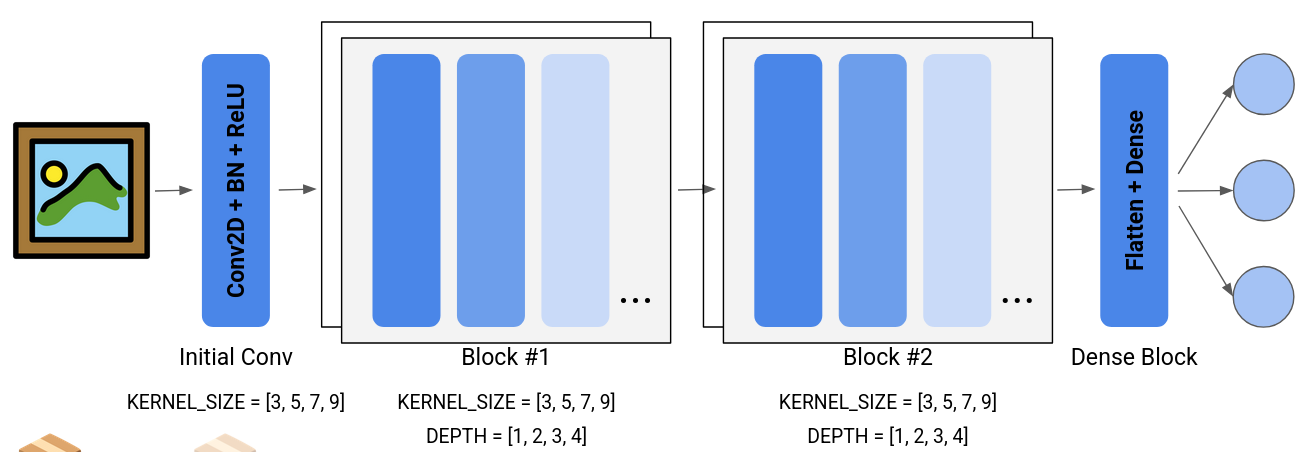 Conv2D + BN + ReLU
...
...
Flatten + Dense
Initial Conv
Block #1
Block #2
Dense Block
KERNEL_SIZE = [3, 5, 7, 9]
KERNEL_SIZE = [3, 5, 7, 9]
KERNEL_SIZE = [3, 5, 7, 9]
DEPTH = [1, 2, 3, 4]
DEPTH = [1, 2, 3, 4]